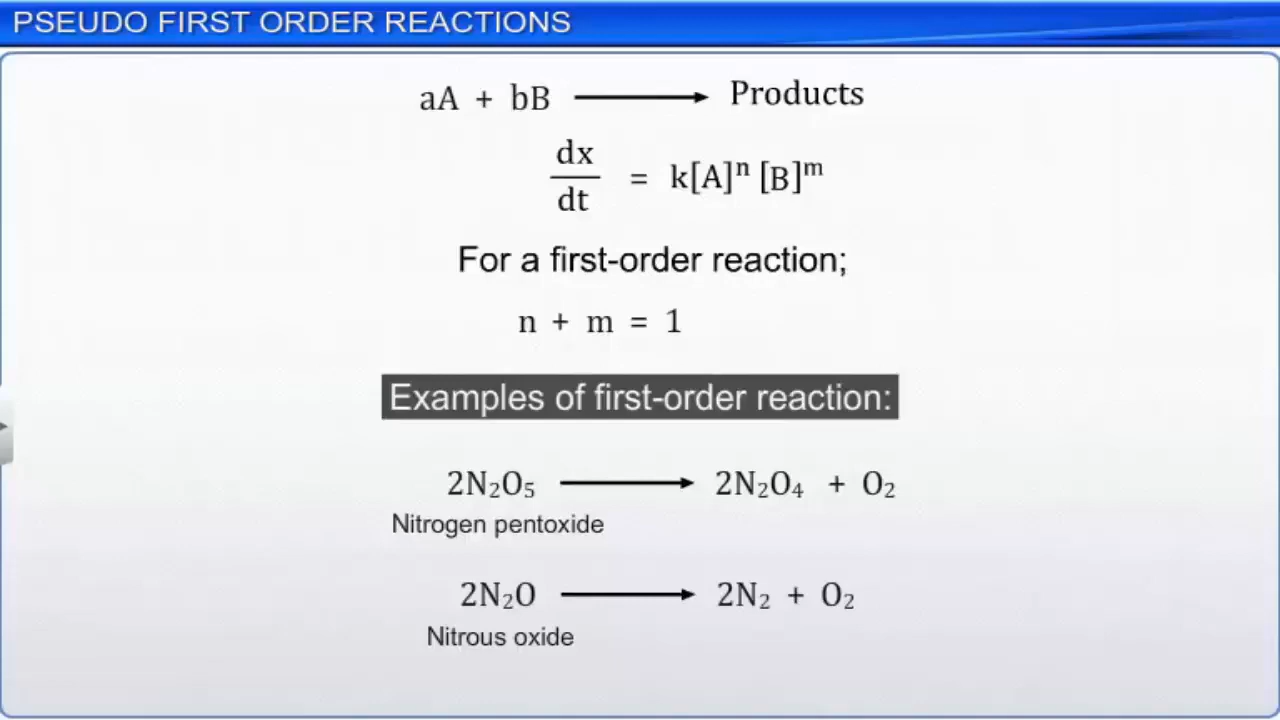 PSEUDO FIRST ORDER REACTIONS
aA + bB ⟶ Products
dx/dt = k[A]ⁿ [B]ᵐ
For a first-order reaction;
n + m = 1
Examples of first-order reaction:
2N₂O₅ ⟶ 2N₂O₄ + O₂
Nitrogen pentoxide
2N₂O ⟶ 2N₂ + O₂
Nitrous oxide